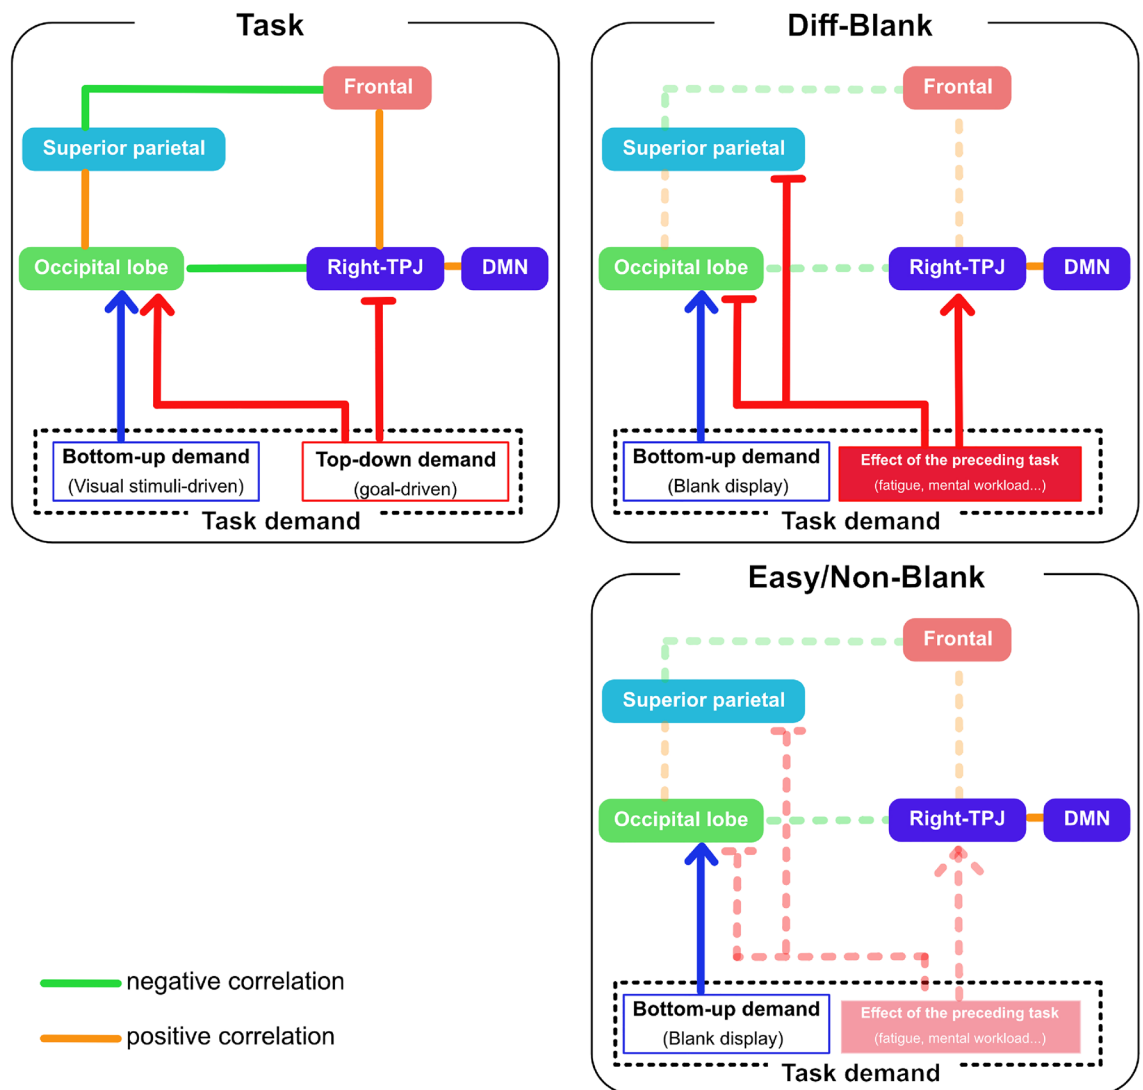 Task
Frontal
Superior parietal
Occipital lobe
Right-TPJ
DMN
Bottom-up demand
(Visual stimuli-driven)
Top-down demand
(goal-driven)
Task demand
Diff-Blank
Frontal
Superior parietal
Occipital lobe
Right-TPJ
DMN
Bottom-up demand
(Blank display)
Effect of the preceding task
(fatigue, mental workload...)
Task demand
Easy/Non-Blank
Frontal
Superior parietal
Occipital lobe
Right-TPJ
DMN
Bottom-up demand
(Blank display)
Effect of the preceding task
(fatigue, mental workload...)
Task demand
negative correlation
positive correlation